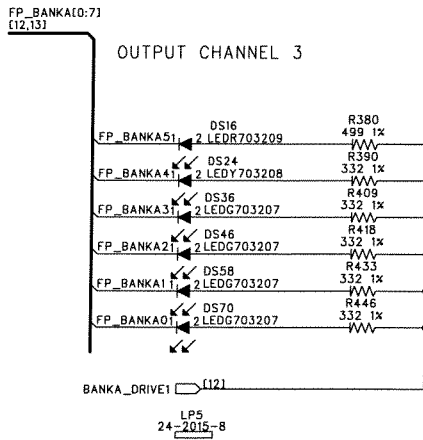 FP_BANKA[0:7]
[12,13]
OUTPUT CHANNEL 3
R380
499 1%
DS16
FP_BANKA5 1 2 LEDR703209
R390
332 1%
DS24
FP_BANKA4 1 2 LEDY703208
R409
332 1%
DS36
FP_BANKA3 1 2 LEDG703207
R418
332 1%
DS46
FP_BANKA2 1 2 LEDG703207
R433
332 1%
DS58
FP_BANKA1 1 2 LEDG703207
R446
332 1%
DS70
FP_BANKA0 1 2 LEDG703207
BANKA_DRIVE1 [12]
LP5
24-2015-8